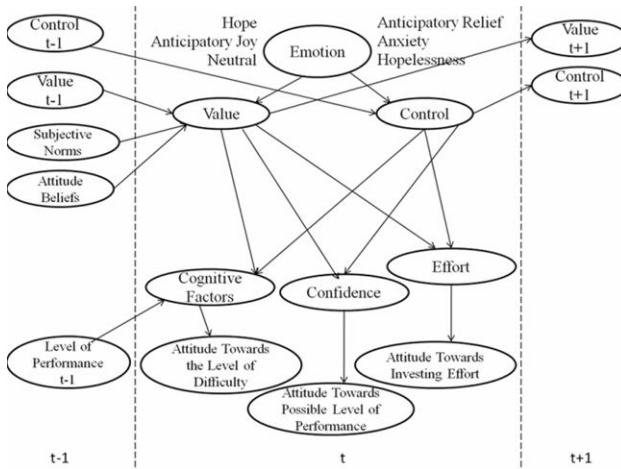 Control
t-1
Value
t-1
Subjective
Norms
Attitude
Beliefs
Level of
Performance
t-1
Hope
Anticipatory Joy
Neutral
Emotion
Anticipatory Relief
Anxiety
Hopelessness
Value
Control
Cognitive
Factors
Confidence
Effort
Attitude Towards
the Level of
Difficulty
Attitude Towards
Possible Level of
Performance
Attitude Towards
Investing Effort
Value
t+1
Control
t+1
t-1
t
t+1